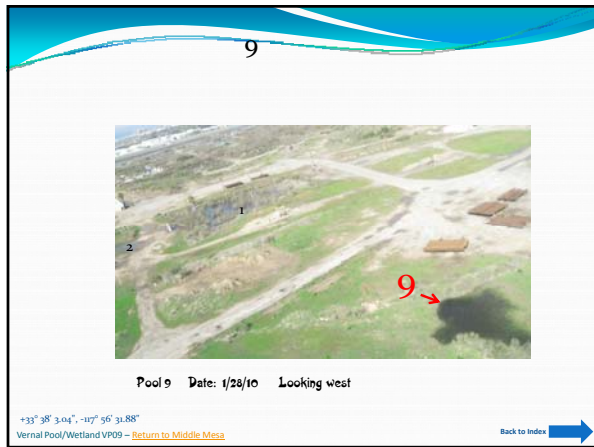 9
1
2
9
Pool 9 Date: 1/28/10 Looking west
+33° 38' 3.04", -117° 56' 31.88"
Vernal Pool/Wetland VP09 – Return to Middle Mesa
Back to Index